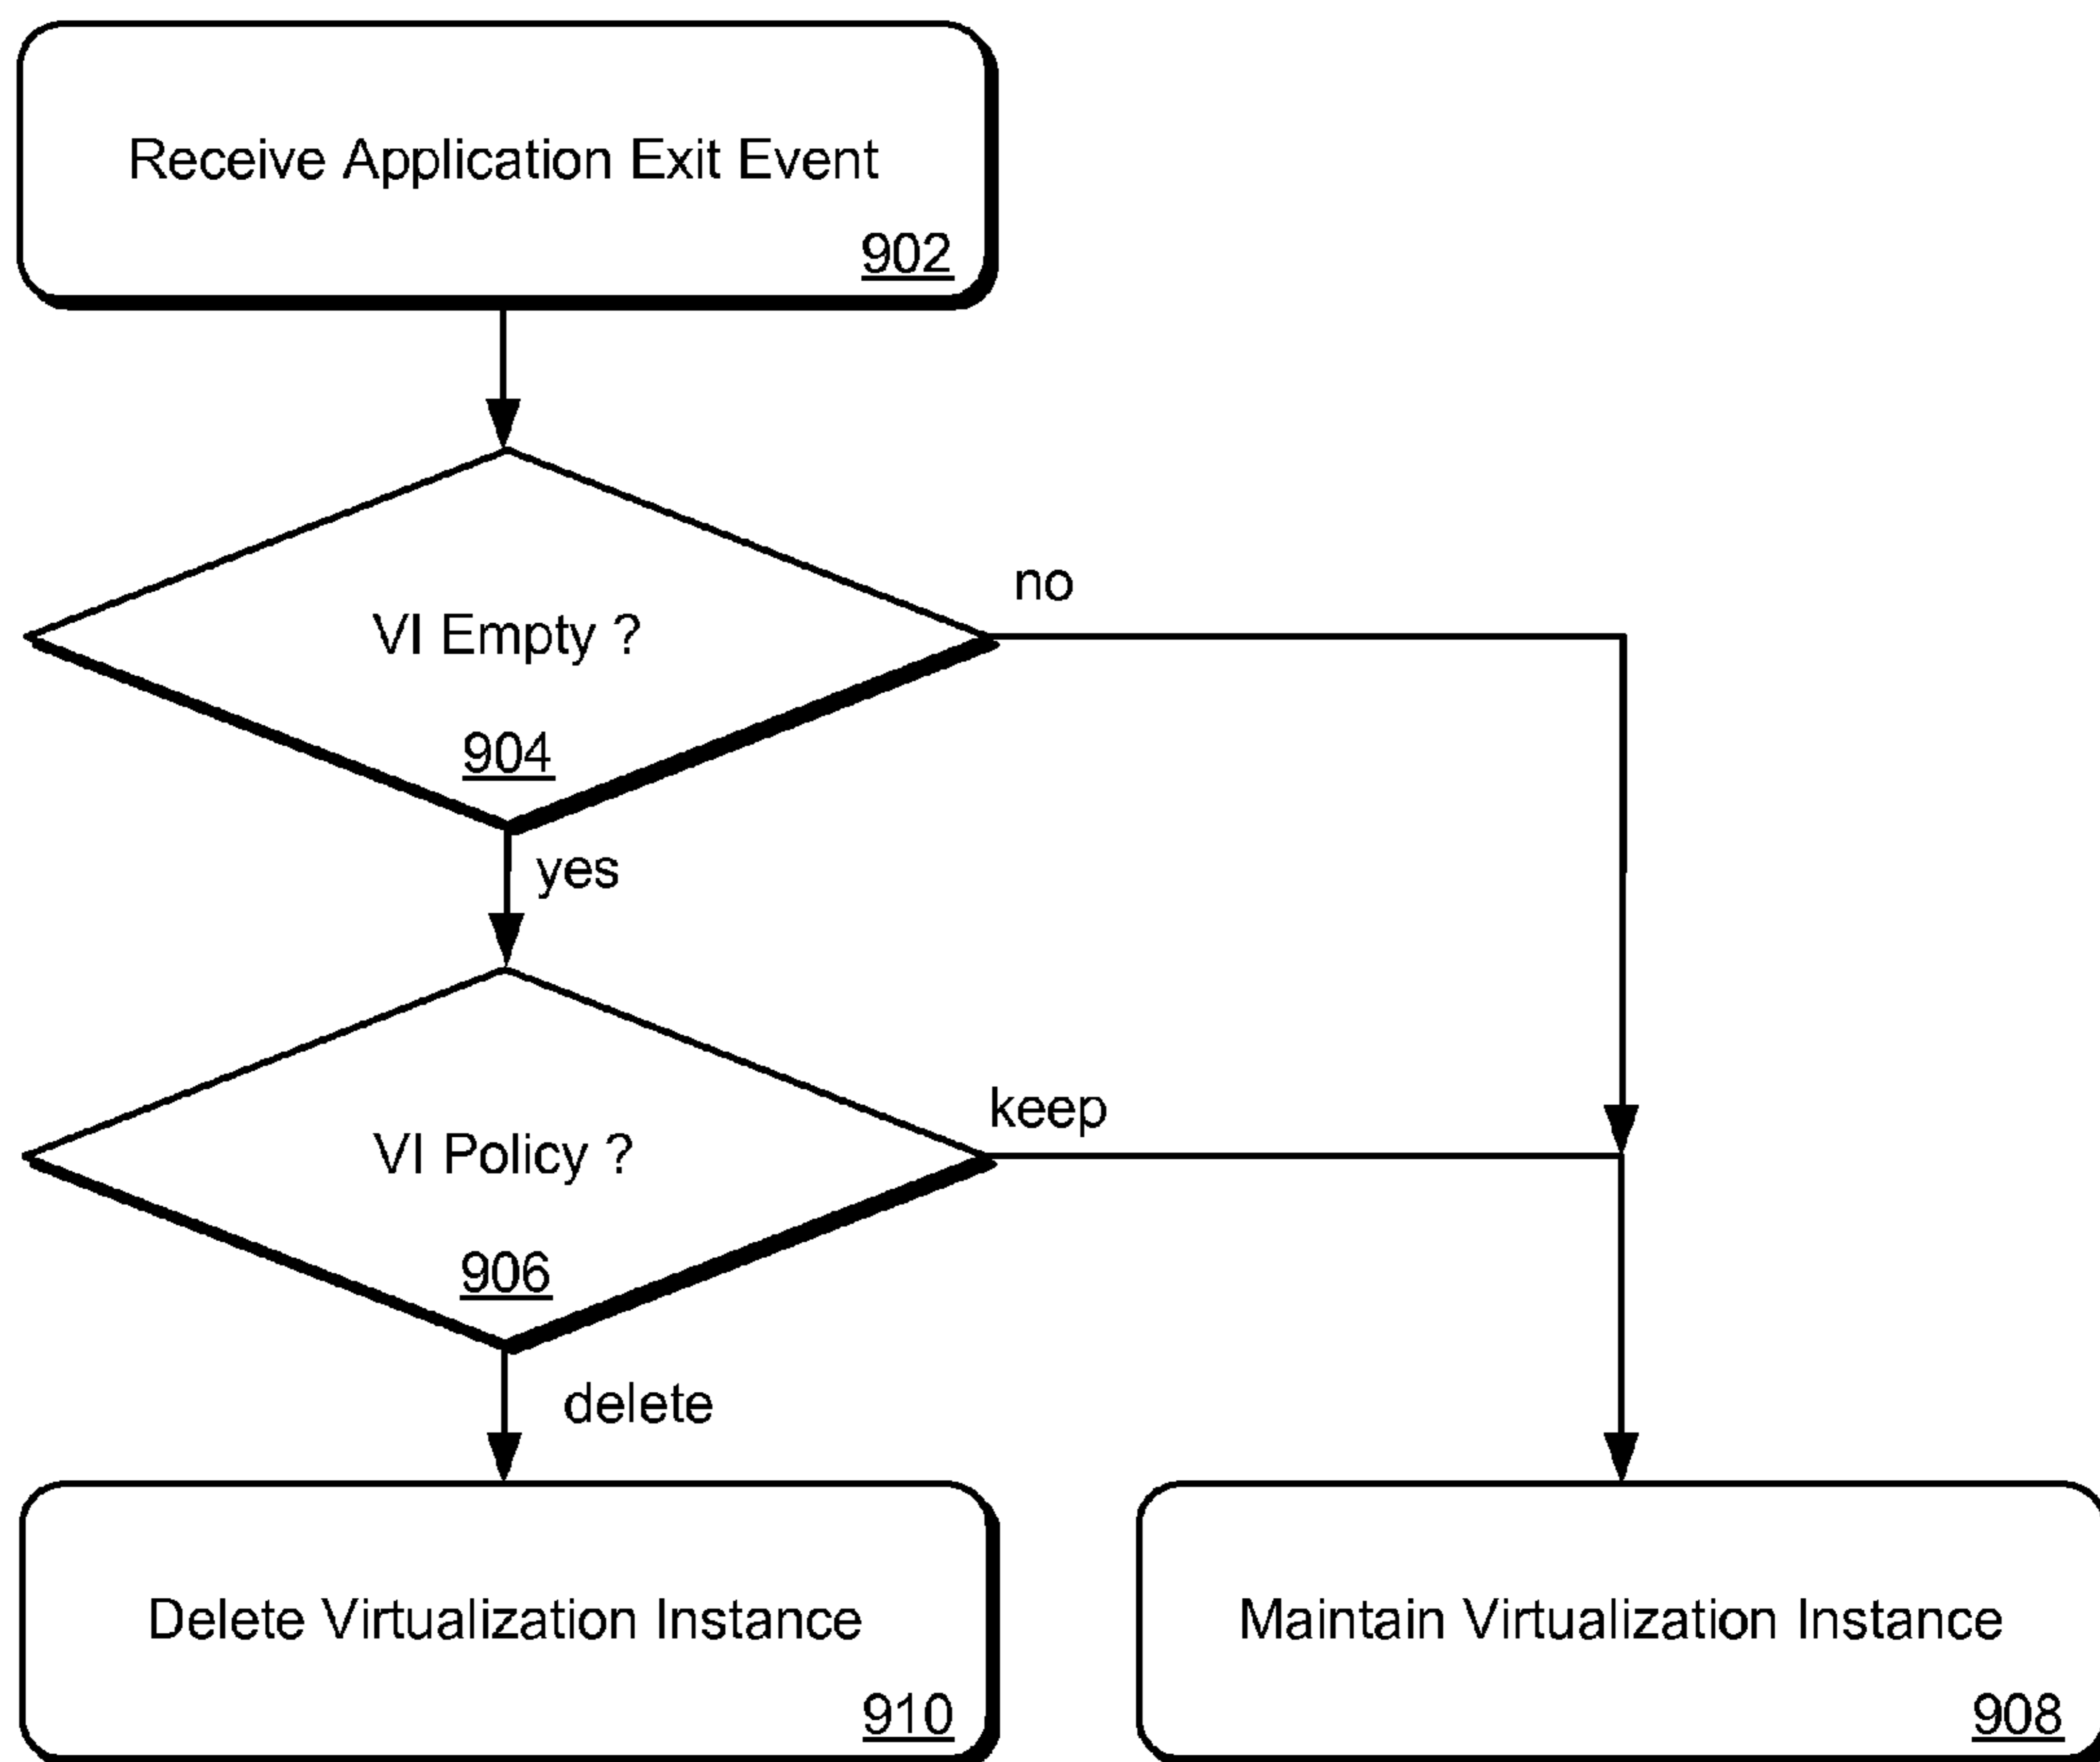 Receive Application Exit Event
902
no
VI Empty ?
904
yes
keep
VI Policy ?
906
delete
Delete Virtualization Instance
910
Maintain Virtualization Instance
908